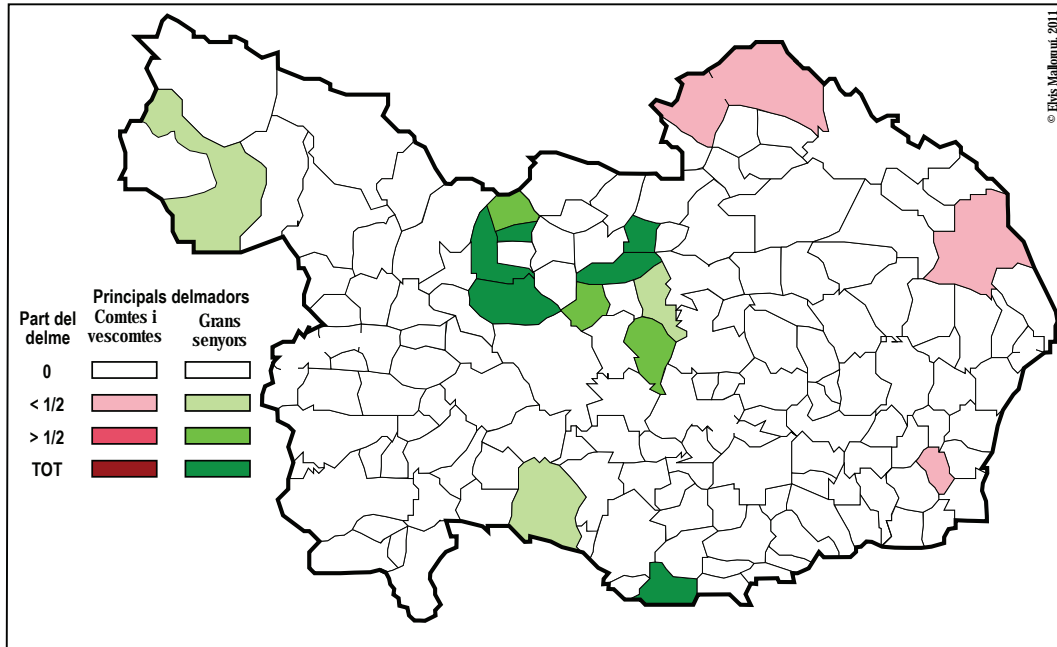 © Elvis Mallorquí, 2011
Principals delmadors
Part del delme
Comtes i vescomtes
Grans senyors
0
< 1/2
> 1/2
TOT